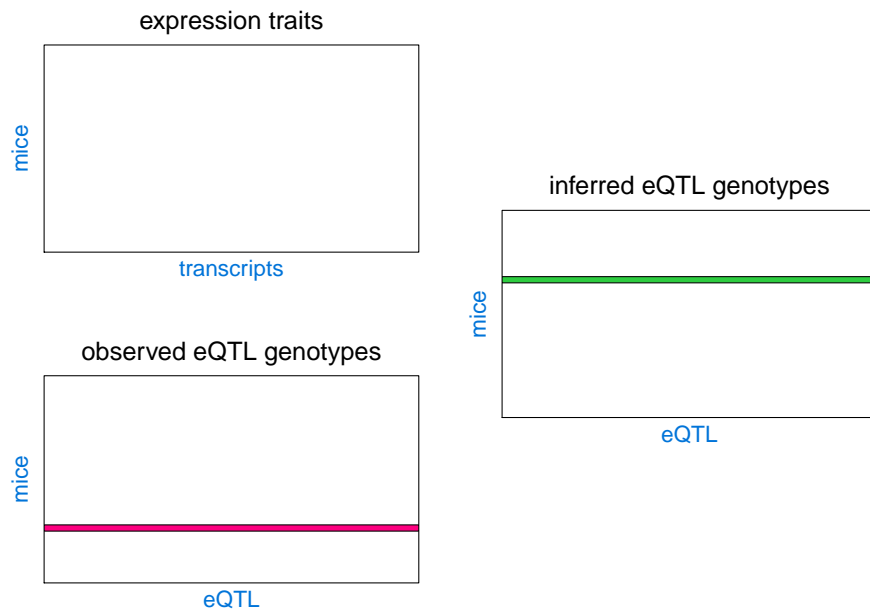 expression traits
mice
transcripts
observed eQTL genotypes
mice
eQTL
inferred eQTL genotypes
mice
eQTL